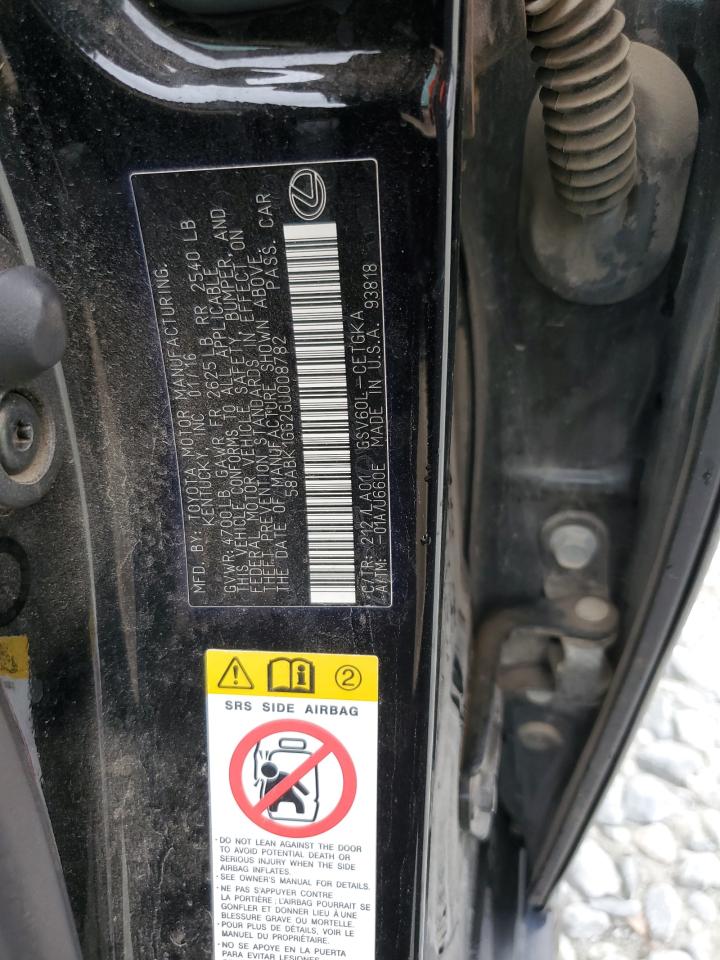 MFD. BY: TOYOTA MOTOR MANUFACTURING,
KENTUCKY, INC 01/16
GVWR: 4700 LB GAWR FR 2625 LB RR 2540 LB
THIS VEHICLE CONFORMS TO ALL APPLICABLE
FEDERAL MOTOR VEHICLE SAFETY, BUMPER, AND
THEFT PREVENTION STANDARDS IN EFFECT ON
THE DATE OF MANUFACTURE SHOWN ABOVE.
58ABK1GG2GU008782 PASS. CAR
C/TR: 212 / LA01 GSV60L-CETGKA
A/TM: -01A/U660E MADE IN U.S.A. 93818
2
SRS SIDE AIRBAG
· DO NOT LEAN AGAINST THE DOOR
TO AVOID POTENTIAL DEATH OR
SERIOUS INJURY WHEN THE SIDE
AIRBAG INFLATES.
· SEE OWNER'S MANUAL FOR DETAILS.
· NE PAS S'APPUYER CONTRE
LA PORTIÈRE ; L'AIRBAG POURRAIT SE
GONFLER ET DONNER LIEU À UNE
BLESSURE GRAVE OU MORTELLE.
· POUR PLUS DE DÉTAILS, VOIR LE
MANUEL DU PROPRIÉTAIRE.
· NO SE APOYE EN LA PUERTA
PARA EVITAR LESIONES